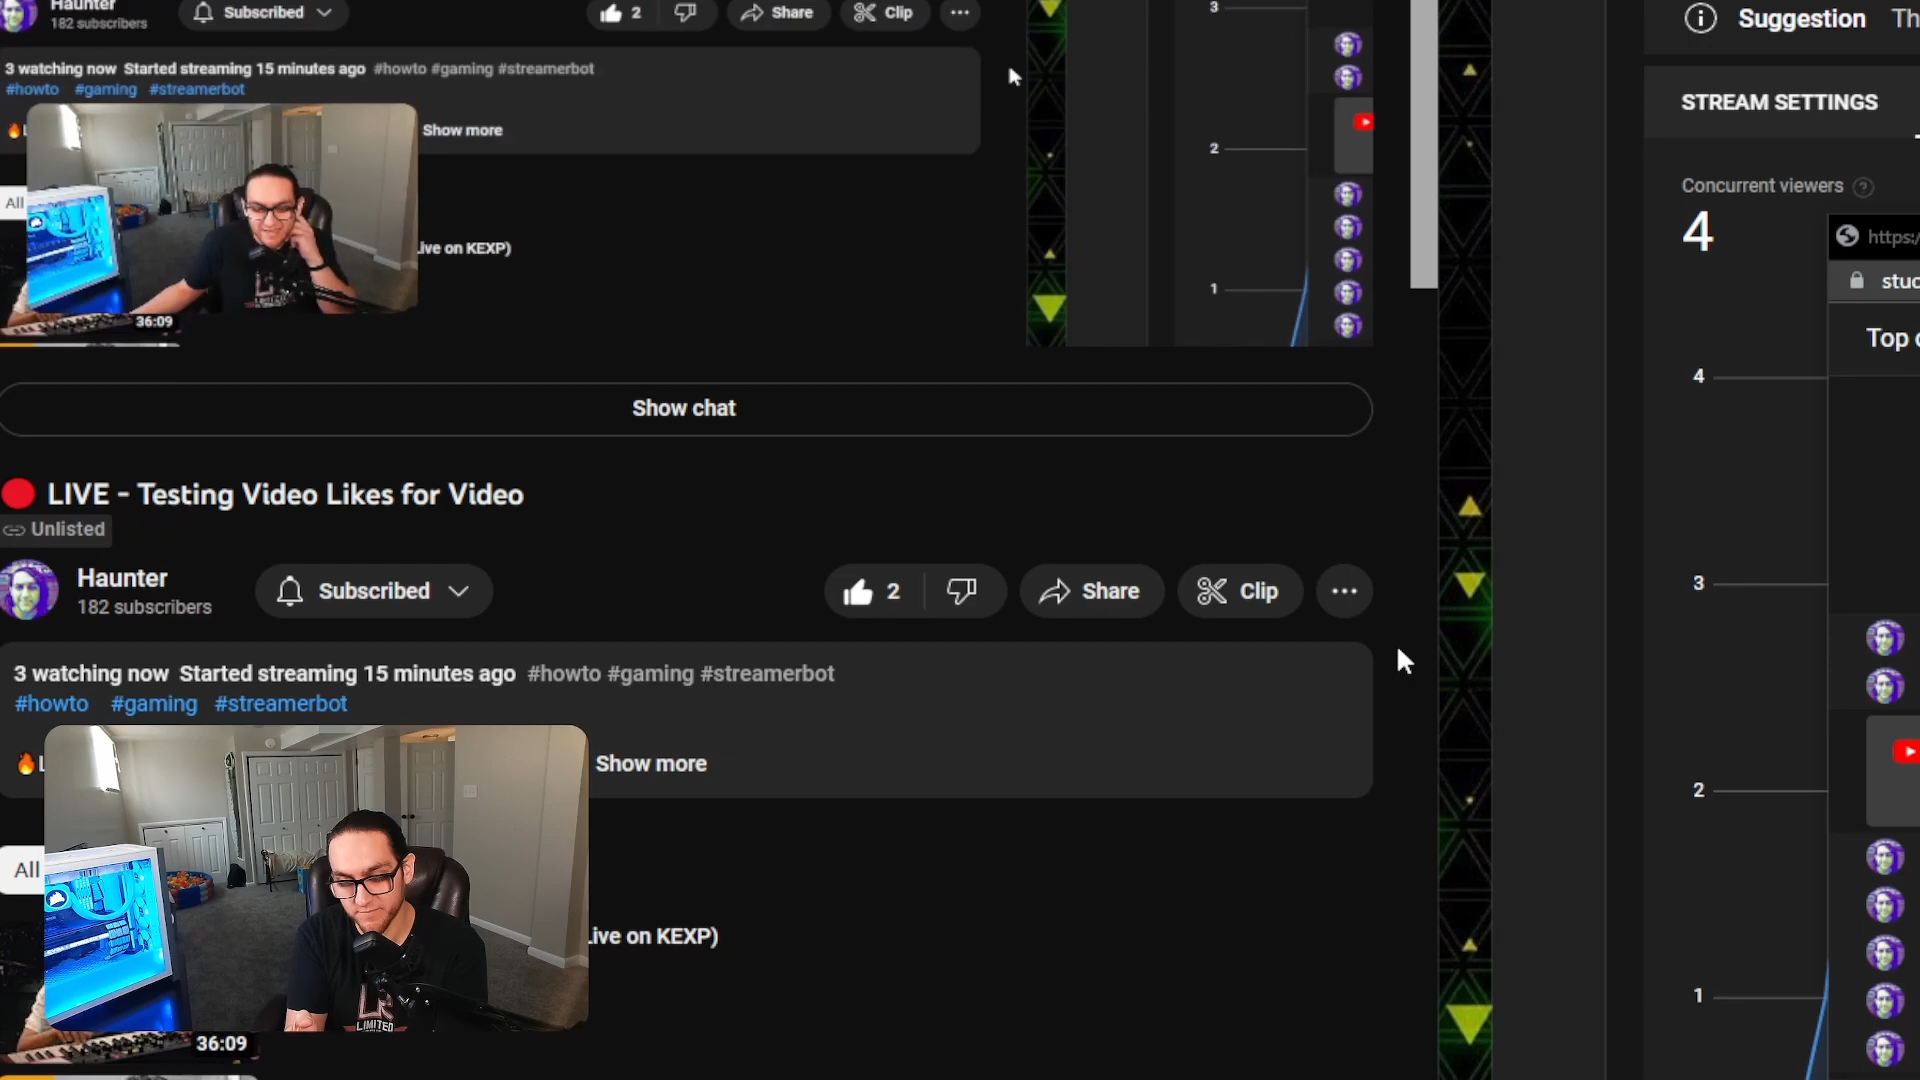 Haunter
182 subscribers
Subscribed
2
Share
Clip
3 watching now Started streaming 15 minutes ago #howto #gaming #streamerbot
#howto #gaming #streamerbot
Show more
All
Live on KEXP)
36:09
3
2
1
Show chat
LIVE - Testing Video Likes for Video
Unlisted
Haunter
182 subscribers
Subscribed
2
Share
Clip
3 watching now Started streaming 15 minutes ago #howto #gaming #streamerbot
#howto #gaming #streamerbot
Show more
All
Live on KEXP)
LIMITED
36:09
Suggestion Th
STREAM SETTINGS
Concurrent viewers
4
https:/
stuc
Top
4
3
2
1